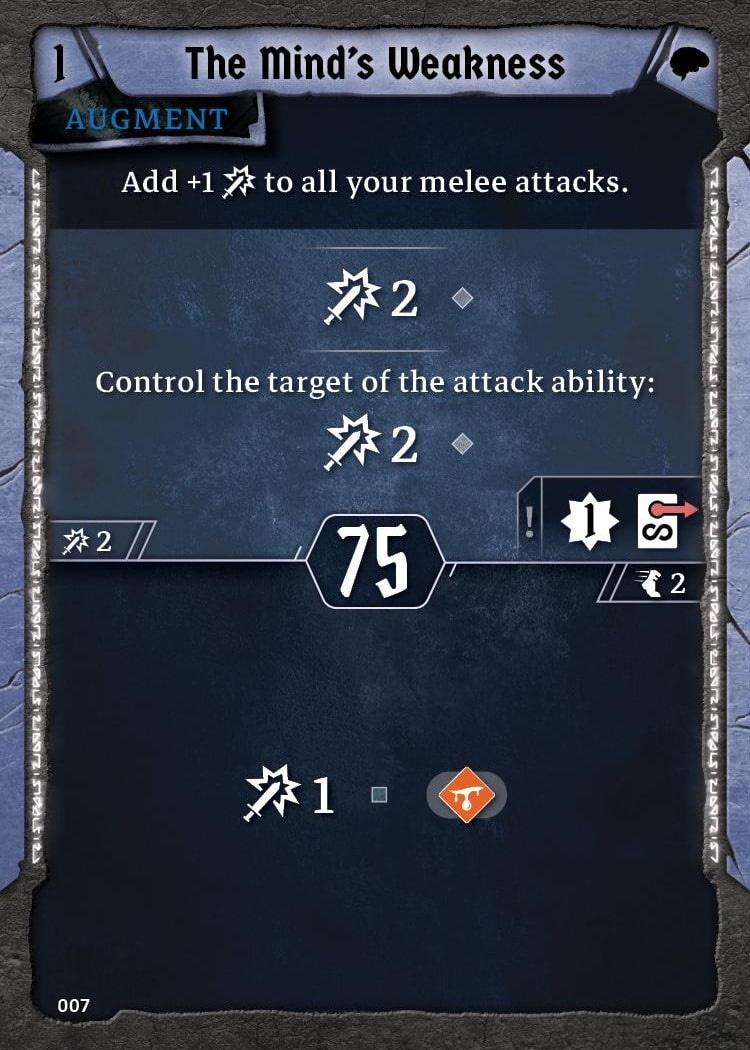 1
The Mind's Weakness
AUGMENT
Add +1 to all your melee attacks.
2
Control the target of the attack ability:
2
2
75
! 1
2
1
007